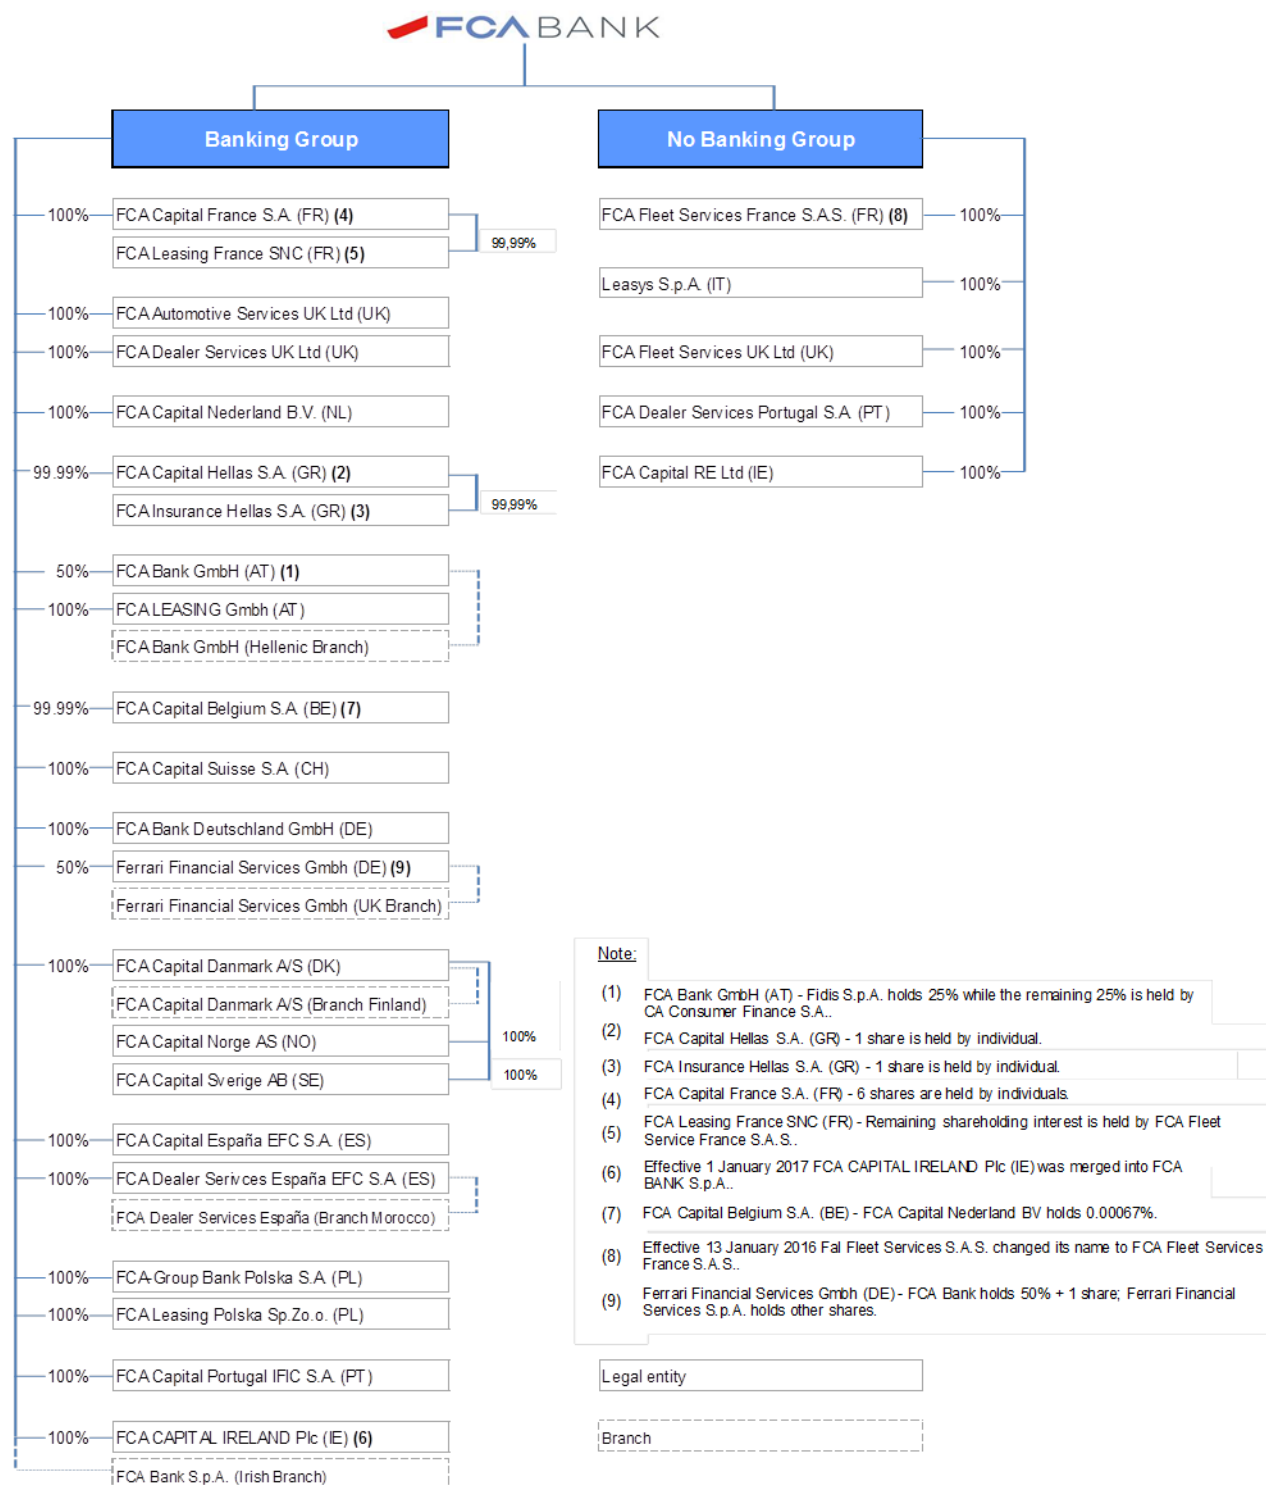 FCA BANK
Banking Group
No Banking Group
100%
FCA Capital France S.A. (FR) (4)
99,99%
FCA Leasing France SNC (FR) (5)
100%
FCA Automotive Services UK Ltd (UK)
100%
FCA Dealer Services UK Ltd (UK)
100%
FCA Capital Nederland B.V. (NL)
99.99%
FCA Capital Hellas S.A. (GR) (2)
99,99%
FCA Insurance Hellas S.A. (GR) (3)
50%
FCA Bank GmbH (AT) (1)
100%
FCA LEASING Gmbh (AT)
FCA Bank GmbH (Hellenic Branch)
99.99%
FCA Capital Belgium S.A. (BE) (7)
100%
FCA Capital Suisse S.A. (CH)
100%
FCA Bank Deutschland GmbH (DE)
50%
Ferrari Financial Services Gmbh (DE) (9)
Ferrari Financial Services Gmbh (UK Branch)
100%
FCA Capital Danmark A/S (DK)
FCA Capital Danmark A/S (Branch Finland)
FCA Capital Norge AS (NO)
100%
FCA Capital Sverige AB (SE)
100%
100%
FCA Capital España EFC S.A. (ES)
100%
FCA Dealer Serivces España EFC S.A. (ES)
FCA Dealer Services España (Branch Morocco)
100%
FCA-Group Bank Polska S.A. (PL)
100%
FCA Leasing Polska Sp.Zo.o. (PL)
100%
FCA Capital Portugal IFIC S.A. (PT)
100%
FCA CAPITAL IRELAND Plc (IE) (6)
FCA Bank S.p.A. (Irish Branch)
FCA Fleet Services France S.A.S. (FR) (8)
100%
Leasys S.p.A. (IT)
100%
FCA Fleet Services UK Ltd (UK)
100%
FCA Dealer Services Portugal S.A. (PT)
100%
FCA Capital RE Ltd (IE)
100%
Note:
(1) FCA Bank GmbH (AT) - Fidis S.p.A. holds 25% while the remaining 25% is held by
CA Consumer Finance S.A..
(2) FCA Capital Hellas S.A. (GR) - 1 share is held by individual.
(3) FCA Insurance Hellas S.A. (GR) - 1 share is held by individual.
(4) FCA Capital France S.A. (FR) - 6 shares are held by individuals.
(5) FCA Leasing France SNC (FR) - Remaining shareholding interest is held by FCA Fleet
Service France S.A.S..
(6) Effective 1 January 2017 FCA CAPITAL IRELAND Plc (IE) was merged into FCA
BANK S.p.A..
(7) FCA Capital Belgium S.A. (BE) - FCA Capital Nederland BV holds 0.00067%.
(8) Effective 13 January 2016 Fal Fleet Services S.A.S. changed its name to FCA Fleet Services
France S.A.S..
(9) Ferrari Financial Services Gmbh (DE) - FCA Bank holds 50% + 1 share; Ferrari Financial
Services S.p.A. holds other shares.
Legal entity
Branch